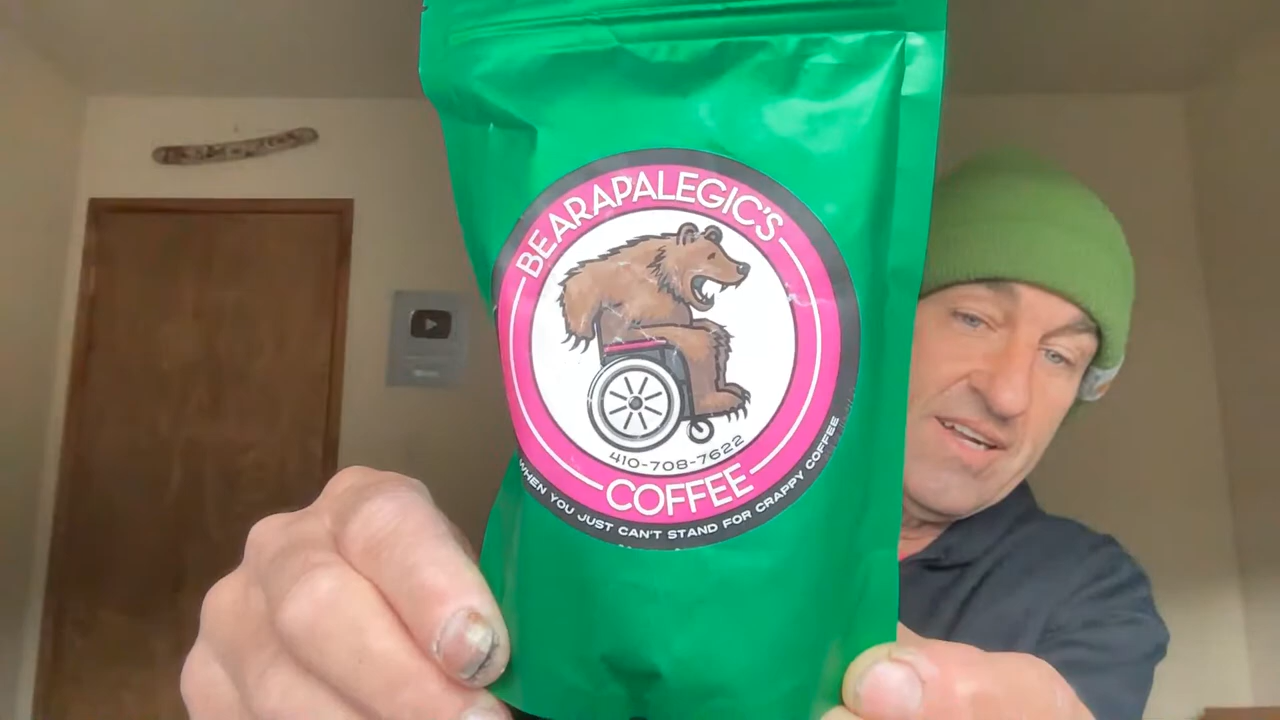 BEARAPALEGIC'S
410-708-7622
COFFEE
WHEN YOU JUST CAN'T STAND FOR CRAPPY COFFEE